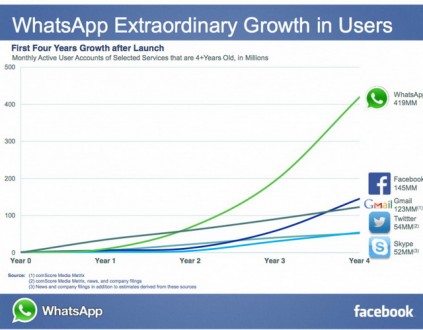 WhatsApp Extraordinary Growth in Users
First Four Years Growth after Launch
Monthly Active User Accounts of Selected Services that are 4+Years Old, in Millions
500
400
300
200
100
0
Year 0
Year 1
Year 2
Year 3
Year 4
WhatsApp
419MM
Facebook
145MM
Gmail
Gmail
123MM(1)
Twitter
54MM(2)
Skype
52MM(3)
Source: (1) comScore Media Metrix
(2) comScore Media Metrix, news, and company filings
(3) News and company filings in addition to estimates derived from these sources
WhatsApp
facebook